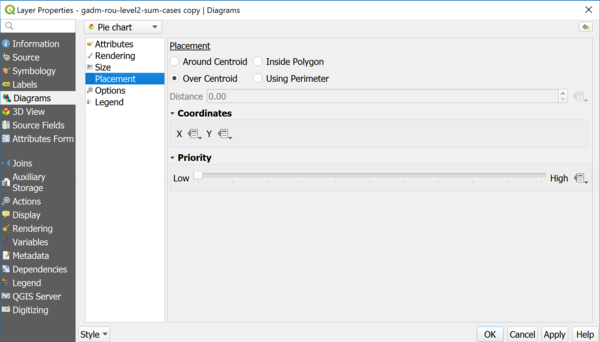 Layer Properties - gadm-rou-level2-sum-cases copy | Diagrams
Information
Source
Symbology
Labels
Diagrams
3D View
Source Fields
Attributes Form
Joins
Auxiliary
Storage
Actions
Display
Rendering
Variables
Metadata
Dependencies
Legend
QGIS Server
Digitizing
Pie chart
Attributes
Rendering
Size
Placement
Options
Legend
Placement
Around Centroid Inside Polygon
Over Centroid Using Perimeter
Distance 0.00
Coordinates
X Y
Priority
Low High
Style OK Cancel Apply Help